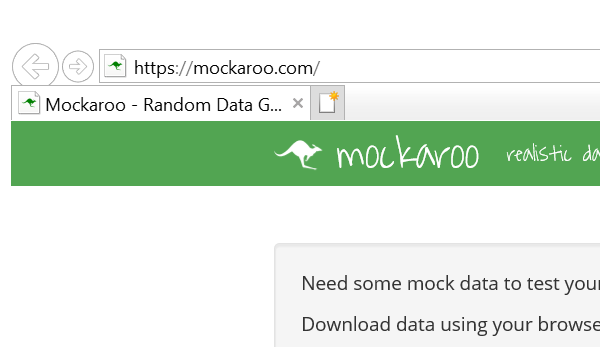 https://mockaroo.com/
Mockaroo - Random Data G...
mockaroo realistic da
Need some mock data to test your
Download data using your browse